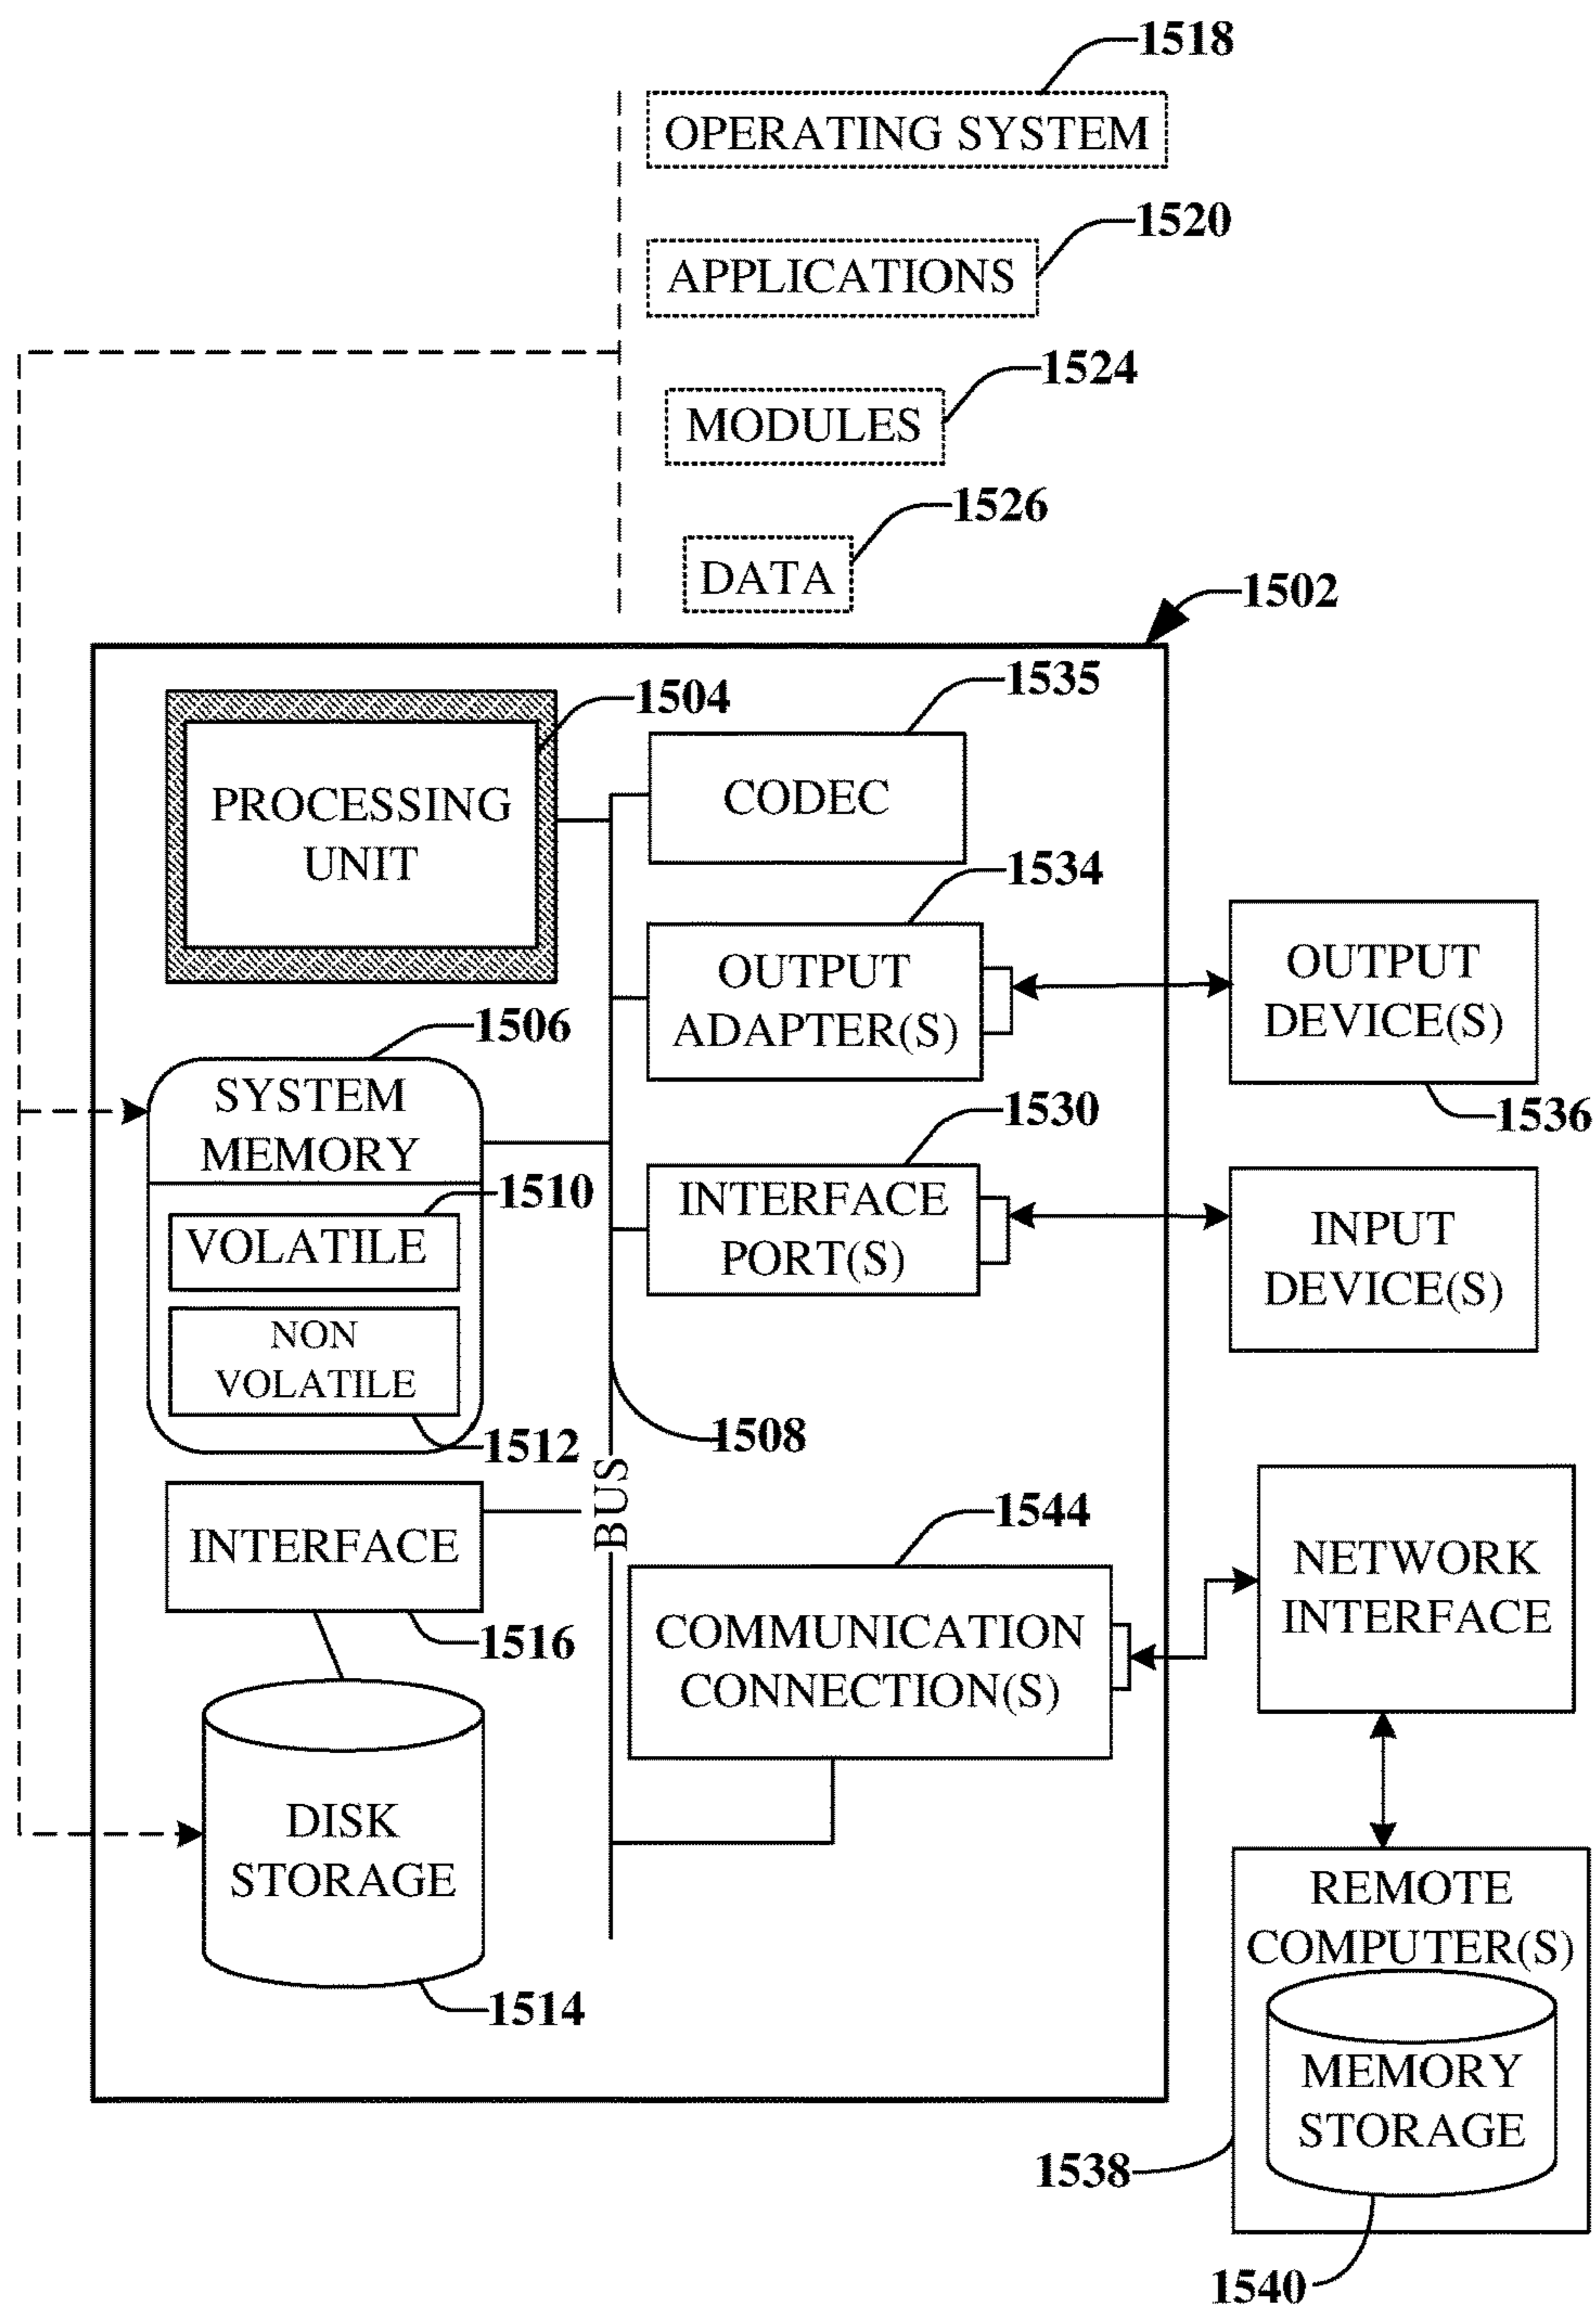 1518
OPERATING SYSTEM
1520
APPLICATIONS
1524
MODULES
1526
DATA
1502
1504
PROCESSING
UNIT
1535
CODEC
1534
OUTPUT
ADAPTER(S)
OUTPUT
DEVICE(S)
1536
1506
SYSTEM
MEMORY
1510
VOLATILE
NON
VOLATILE
1512
1530
INTERFACE
PORT(S)
INPUT
DEVICE(S)
1508
BUS
INTERFACE
1516
1544
COMMUNICATION
CONNECTION(S)
NETWORK
INTERFACE
DISK
STORAGE
1514
REMOTE
COMPUTER(S)
MEMORY
STORAGE
1538
1540